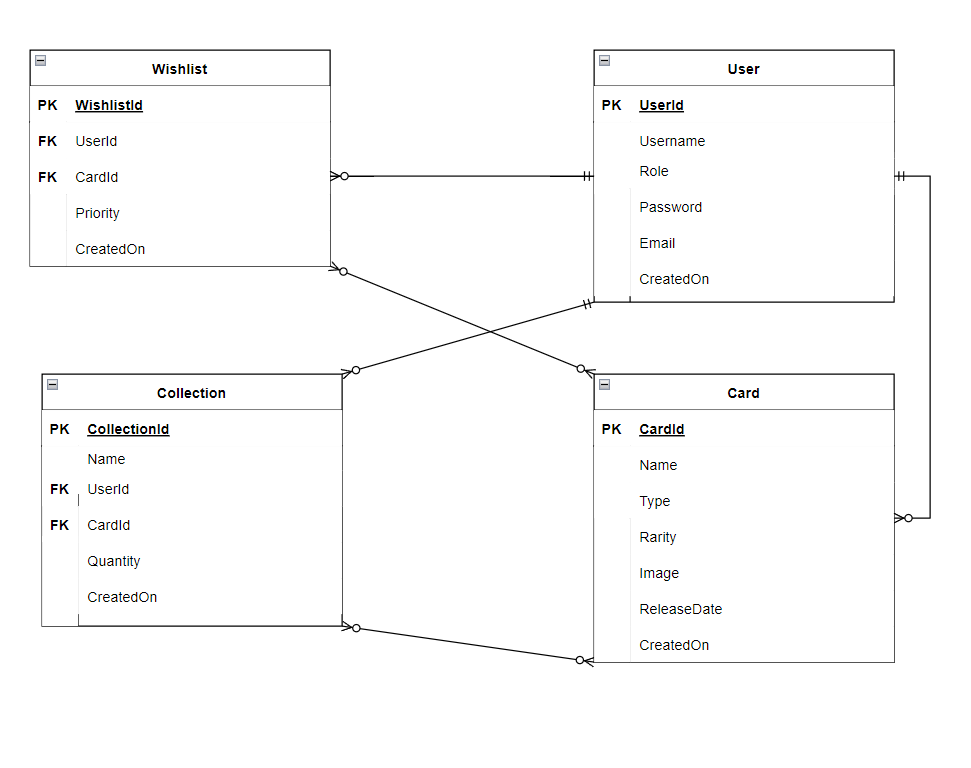 Wishlist
PK WishlistId
FK UserId
FK CardId
Priority
CreatedOn
User
PK UserId
Username
Role
Password
Email
CreatedOn
Collection
PK CollectionId
Name
FK UserId
FK CardId
Quantity
CreatedOn
Card
PK CardId
Name
Type
Rarity
Image
ReleaseDate
CreatedOn